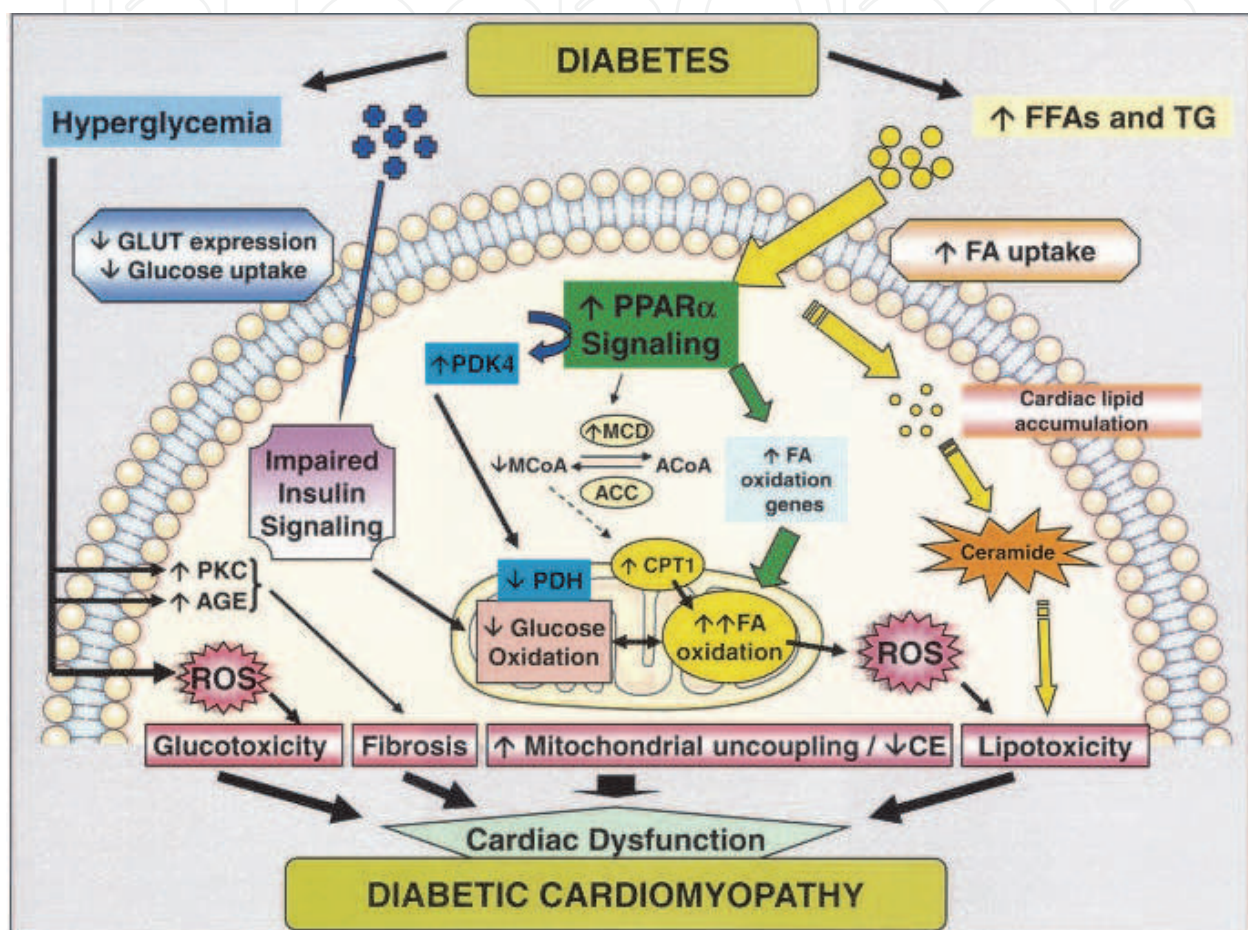 DIABETES
Hyperglycemia
↑ FFAs and TG
↓ GLUT expression
↓ Glucose uptake
↑ FA uptake
↑ PPARα
Signaling
↑PDK4
Cardiac lipid
accumulation
↑MCD
↓MCoA
ACoA
ACC
↑ FA
oxidation
genes
Impaired
Insulin
Signaling
Ceramide
↑ PKC
↑ AGE
↓ PDH
↑ CPT1
↓ Glucose
Oxidation
↑↑FA
oxidation
ROS
ROS
Glucotoxicity
Fibrosis
↑ Mitochondrial uncoupling / ↓CE
Lipotoxicity
Cardiac Dysfunction
DIABETIC CARDIOMYOPATHY